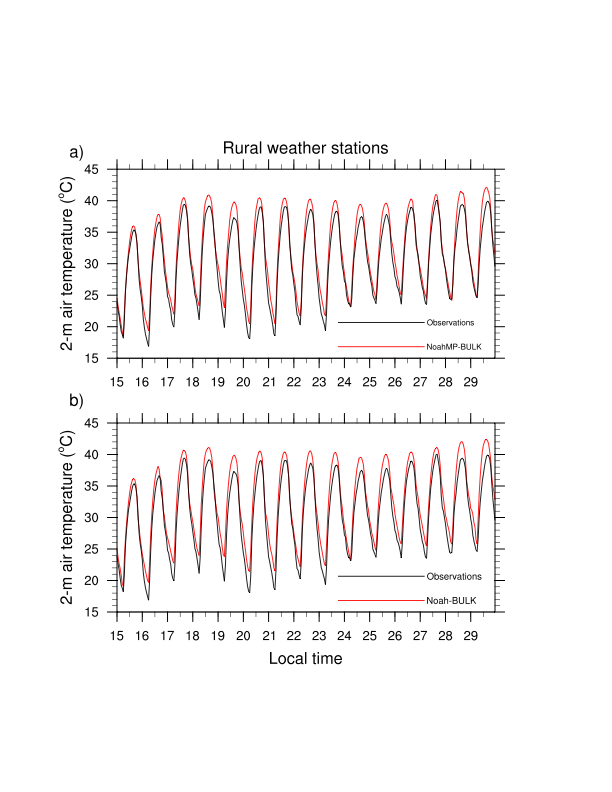 Rural weather stations
a)
2-m air temperature (°C)
45
40
35
30
25
20
15
Observations
NoahMP-BULK
15 16 17 18 19 20 21 22 23 24 25 26 27 28 29
b)
2-m air temperature (°C)
45
40
35
30
25
20
15
Observations
Noah-BULK
15 16 17 18 19 20 21 22 23 24 25 26 27 28 29
Local time